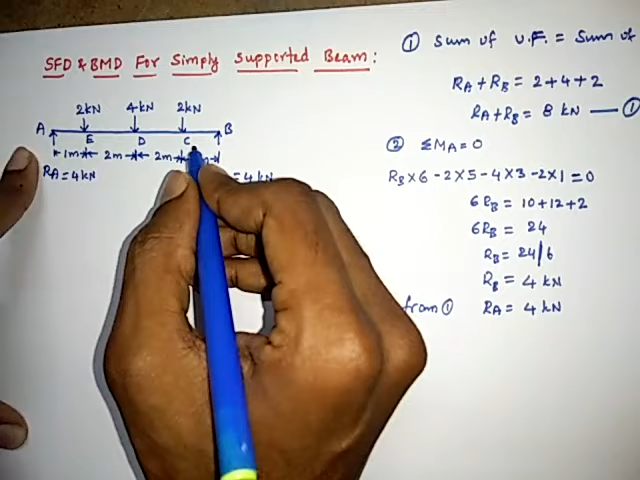 SFD & BMD For Simply Supported Beam :
2kN 4kN 2kN
A B
E D C
1m 2m 2m m
RA = 4kN = 4kN
① Sum of U.F. = Sum of
RA + RB = 2+4+2
RA + RB = 8 kN — ①
② ΣMA = 0
RB × 6 - 2 × 5 - 4 × 3 - 2 × 1 = 0
6 RB = 10+12+2
6RB = 24
RB = 24/6
RB = 4 kN
from ① RA = 4 kN